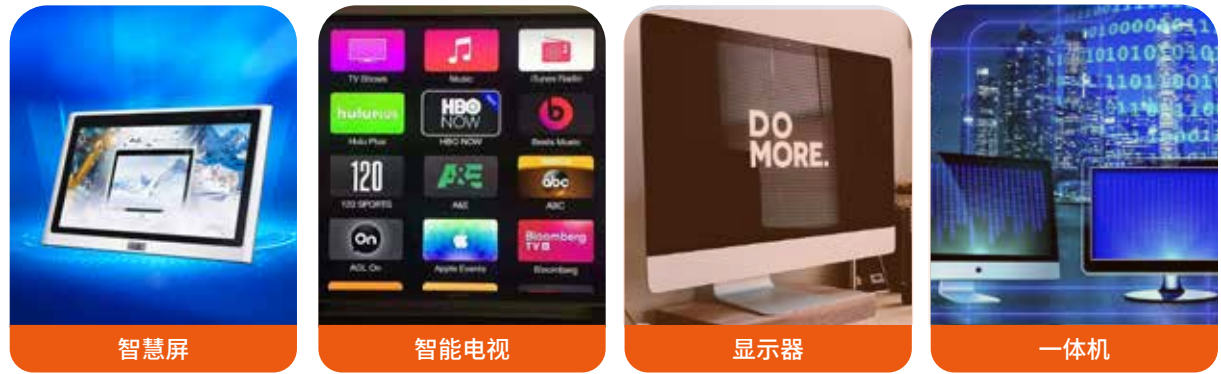 TV Shows
Music
iTunes Radio
huluPLUS
HBO
NOW
Hulu Plus
HBO NOW
Beats Music
120
A&E
abc
120 SPORTS
A&E
ABC
On
Bloomberg
TV
AOL On
Apple Events
Bloomberg
DO
MORE.
智慧屏
智能电视
显示器
一体机